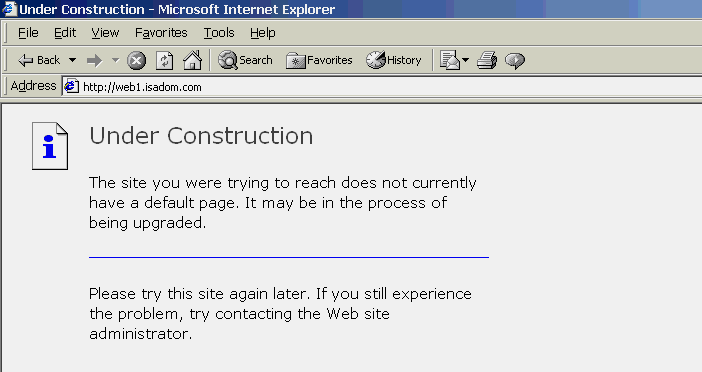 Under Construction - Microsoft Internet Explorer
File Edit View Favorites Tools Help
Back Search Favorites History
Address http://web1.isadom.com
i Under Construction
The site you were trying to reach does not currently
have a default page. It may be in the process of
being upgraded.
Please try this site again later. If you still experience
the problem, try contacting the Web site
administrator.